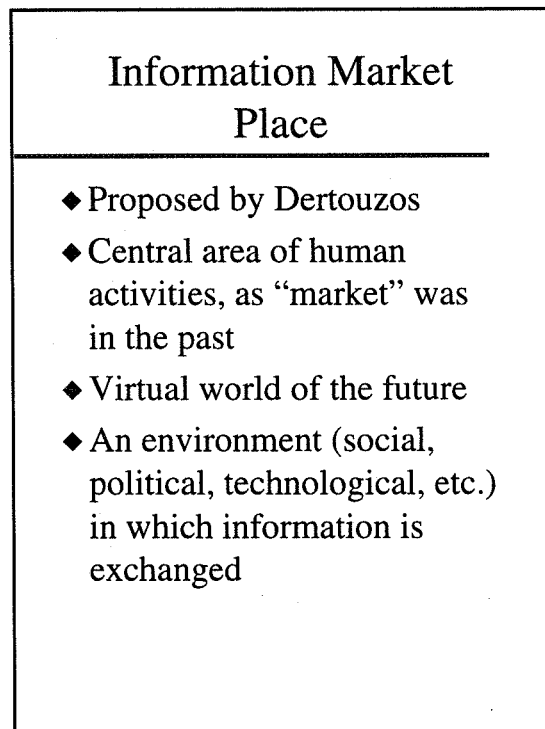 Information Market
Place
◆ Proposed by Dertouzos
◆ Central area of human
activities, as “market” was
in the past
◆ Virtual world of the future
◆ An environment (social,
political, technological, etc.)
in which information is
exchanged